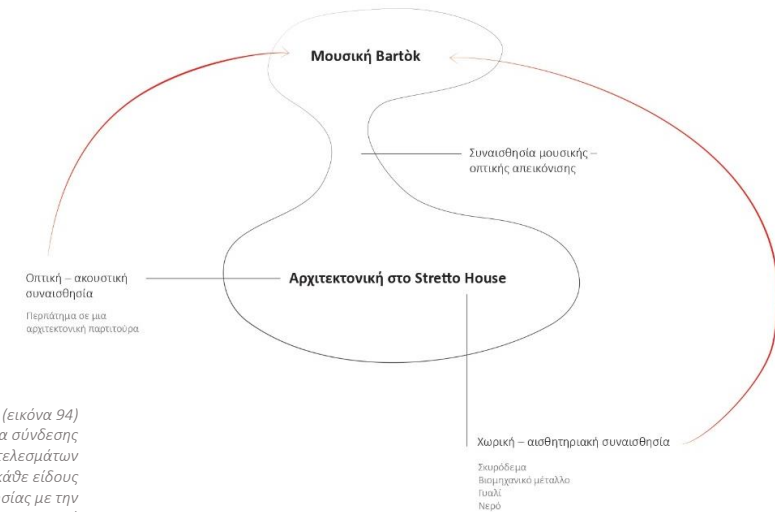 Μουσική Bartòk
Συναισθησία μουσικής –
οπτικής απεικόνισης
Οπτική – ακουστική
συναισθησία
Περπάτημα σε μια
αρχιτεκτονική παρτιτούρα
Αρχιτεκτονική στο Stretto House
(εικόνα 94)
α σύνδεσης
τελεσμάτων
κάθε είδους
σίας με την
Χωρική – αισθητηριακή συναισθησία
Σκυρόδεμα
Βιομηχανικό μέταλλο
Γυαλί
Νερό